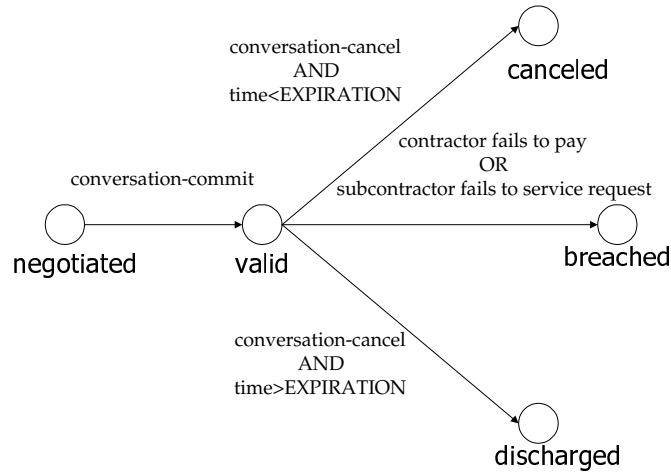 conversation-cancel
AND
time<EXPIRATION
canceled
contractor fails to pay
OR
subcontractor fails to service request
conversation-commit
negotiated
valid
breached
conversation-cancel
AND
time>EXPIRATION
discharged